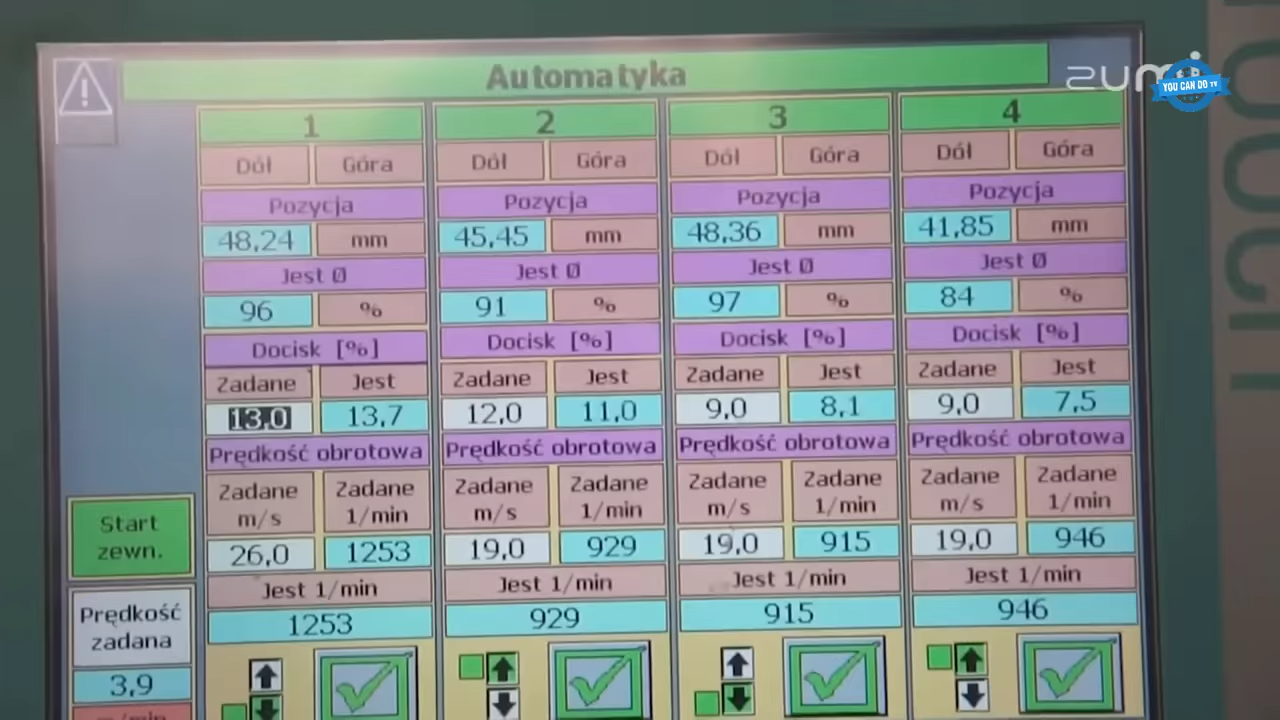 Automatyka
zumi
YOU CAN DO TV
1 2 3 4
Dół Góra Dół Góra Dół Góra Dół Góra
Pozycja Pozycja Pozycja Pozycja
48,24 mm 45,45 mm 48,36 mm 41,85 mm
Jest Ø Jest Ø Jest Ø Jest Ø
96 % 91 % 97 % 84 %
Docisk [%] Docisk [%] Docisk [%] Docisk [%]
Zadane Jest Zadane Jest Zadane Jest Zadane Jest
13,0 13,7 12,0 11,0 9,0 8,1 9,0 7,5
Prędkość obrotowa Prędkość obrotowa Prędkość obrotowa Prędkość obrotowa
Zadane Zadane Zadane Zadane Zadane Zadane Zadane Zadane
m/s 1/min m/s 1/min m/s 1/min m/s 1/min
26,0 1253 19,0 929 19,0 915 19,0 946
Jest 1/min Jest 1/min Jest 1/min Jest 1/min
1253 929 915 946
Start
zewn.
Prędkość
zadana
3,9
m/min